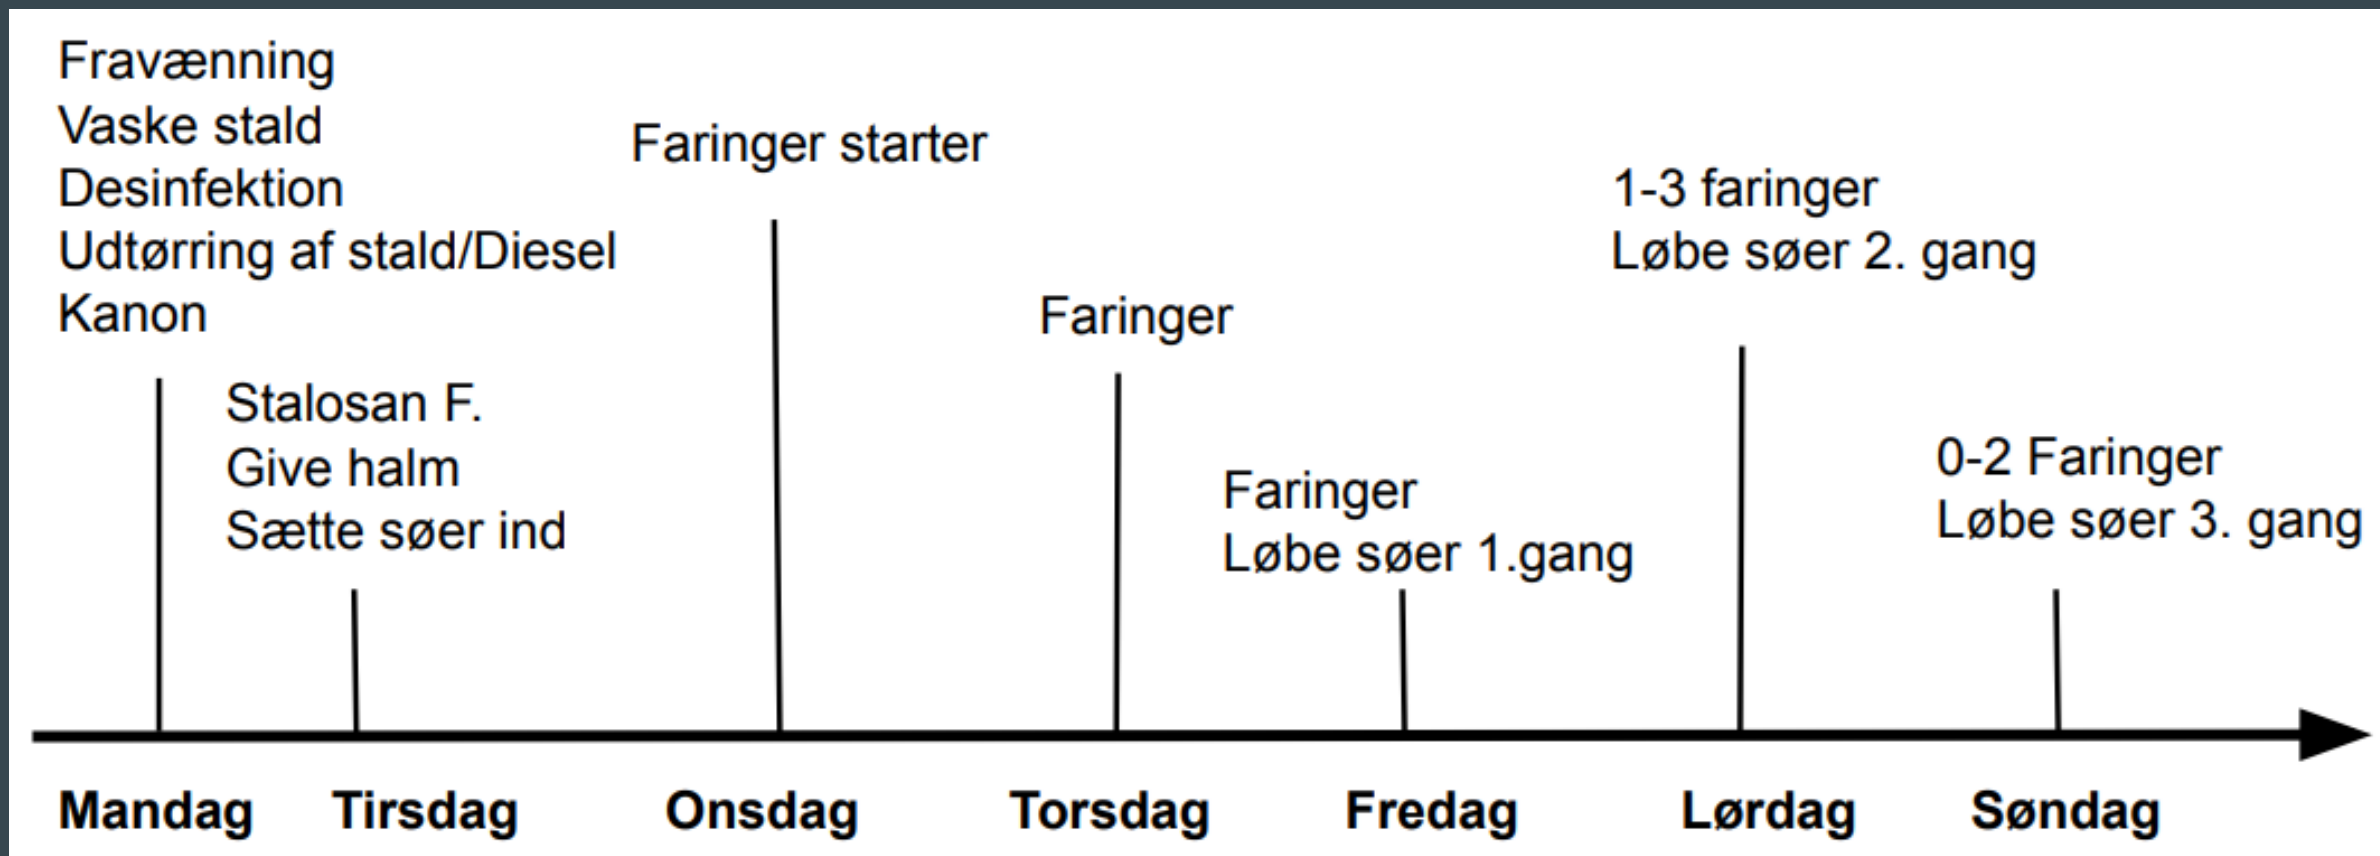 Fravænning
Vaske stald
Desinfektion
Udtørring af stald/Diesel
Kanon
Stalosan F.
Give halm
Sætte søer ind
Faringer starter
Faringer
Faringer
Løbe søer 1.gang
1-3 faringer
Løbe søer 2. gang
0-2 Faringer
Løbe søer 3. gang
Mandag
Tirsdag
Onsdag
Torsdag
Fredag
Lørdag
Søndag